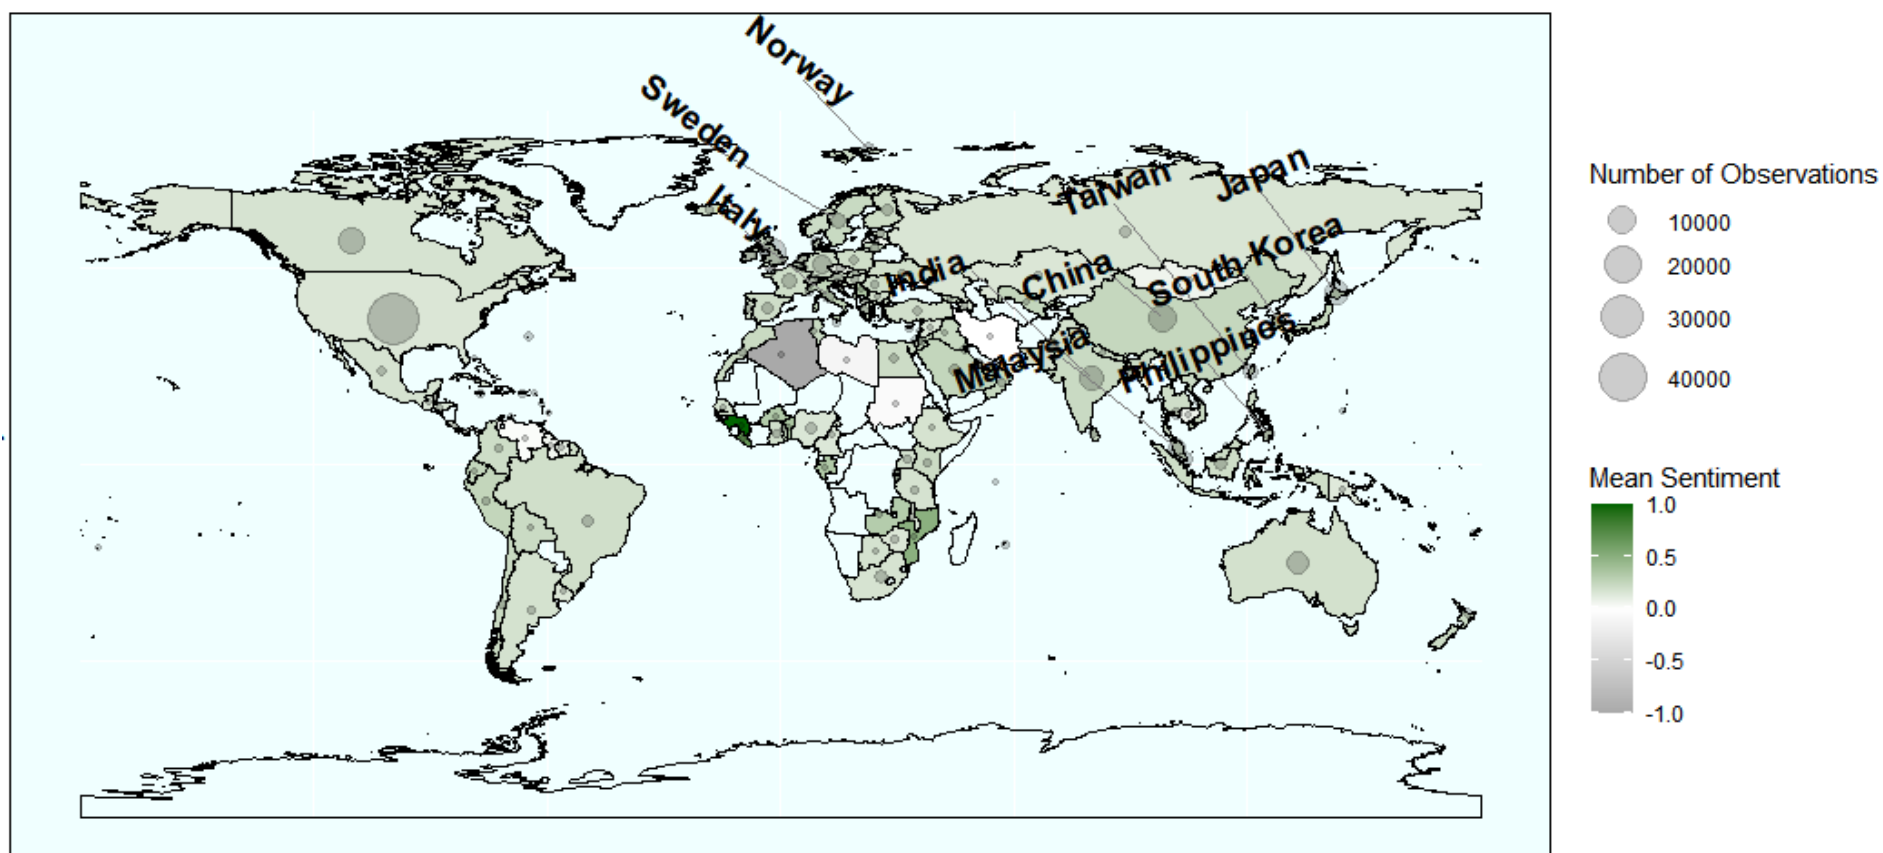 Norway
Sweden
Italy
Taiwan
Japan
India
China
South Korea
Malaysia
Philippines
Number of Observations
10000
20000
30000
40000
Mean Sentiment
1.0
0.5
0.0
-0.5
-1.0